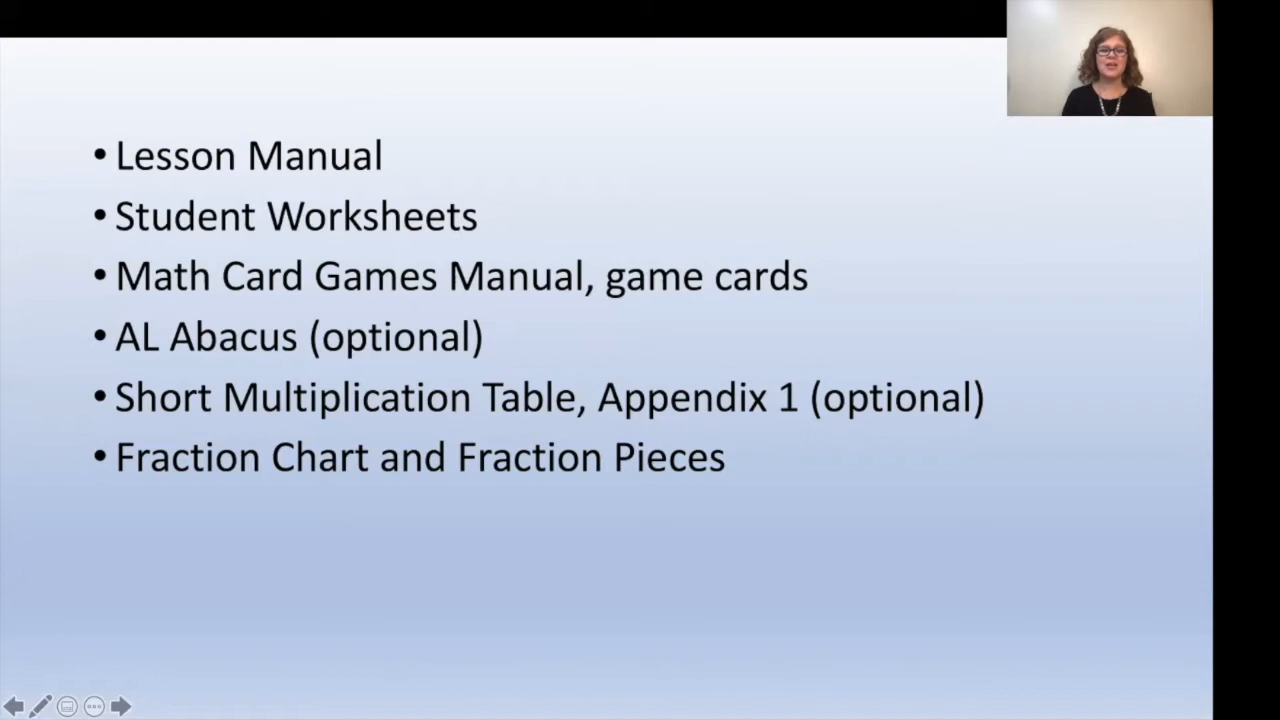 • Lesson Manual
• Student Worksheets
• Math Card Games Manual, game cards
• AL Abacus (optional)
• Short Multiplication Table, Appendix 1 (optional)
• Fraction Chart and Fraction Pieces